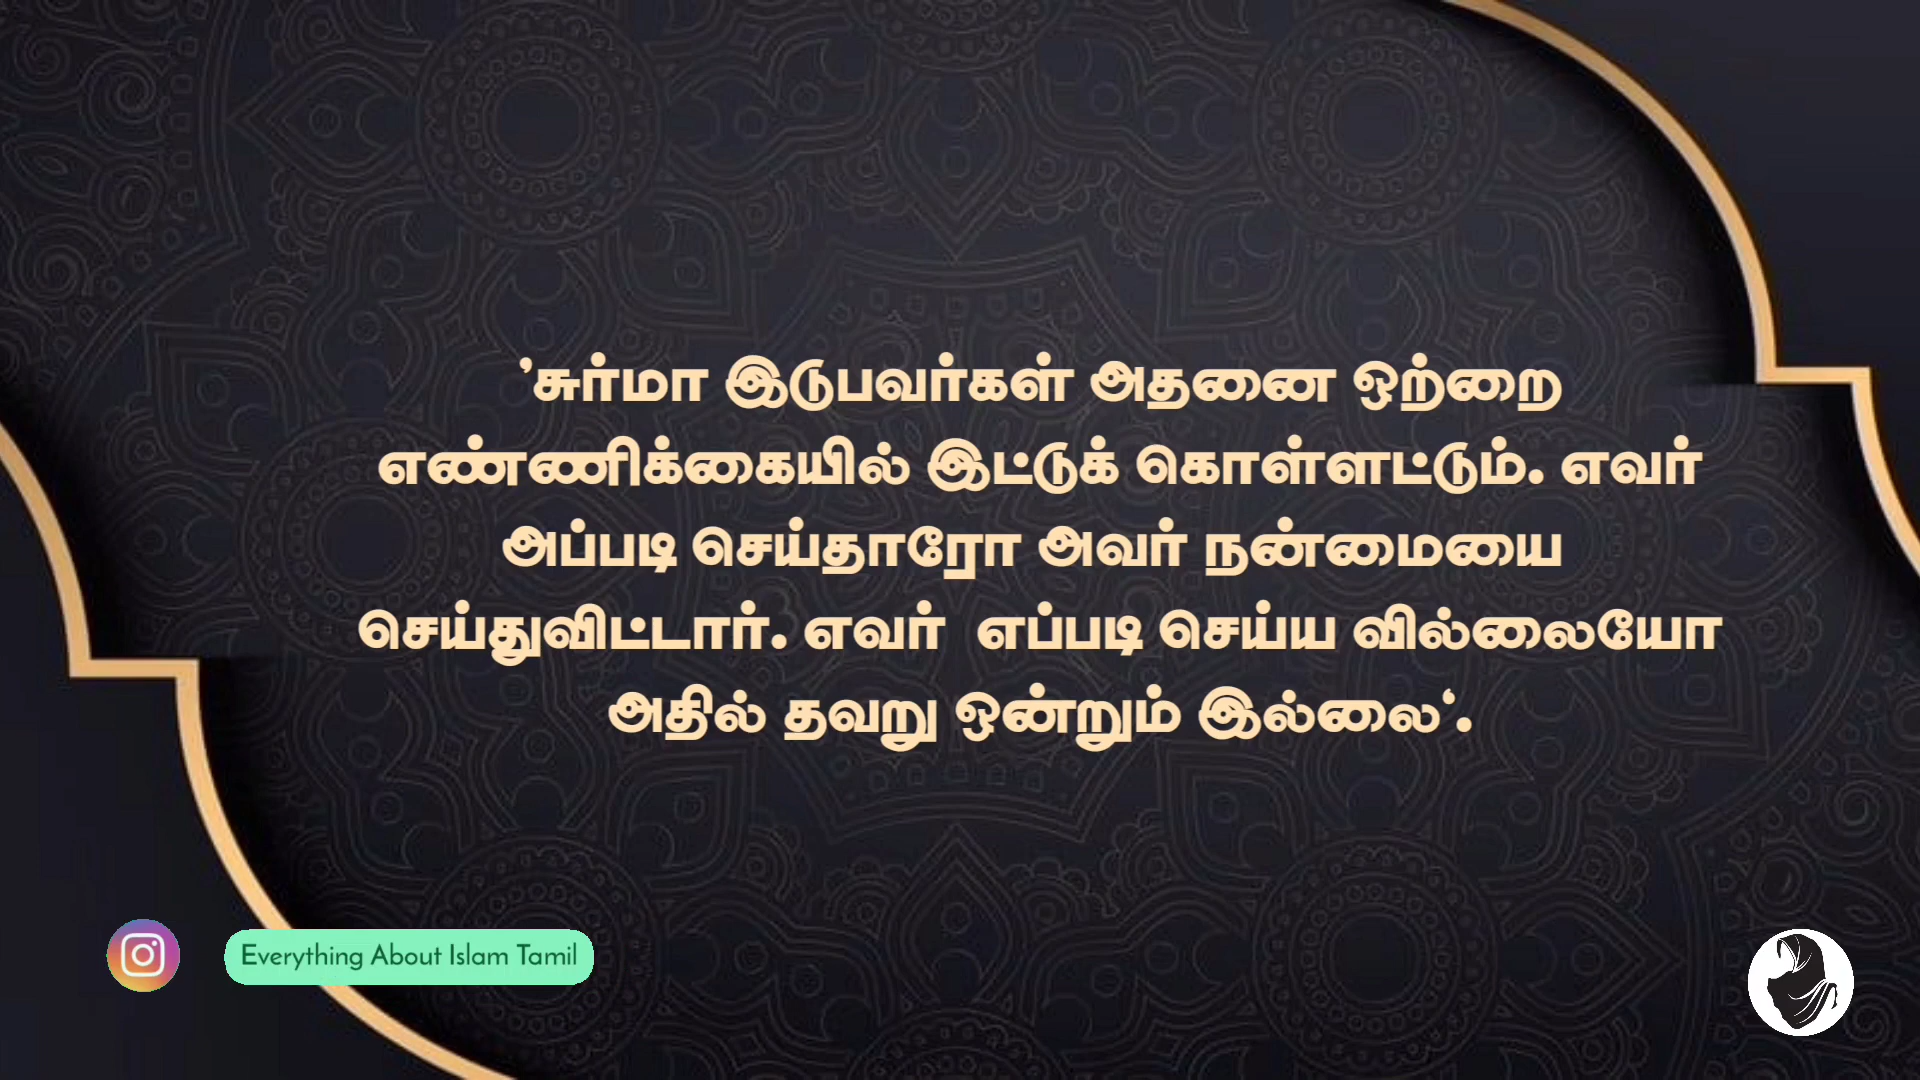 'சுர்மா இடுபவர்கள் அதனை ஒற்றை
எண்ணிக்கையில் இட்டுக் கொள்ளட்டும். எவர்
அப்படி செய்தாரோ அவர் நன்மையை
செய்துவிட்டார். எவர்  எப்படி செய்ய வில்லையோ
அதில் தவறு ஒன்றும் இல்லை‘.
Everything About Islam Tamil